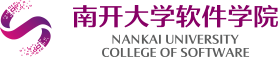 南开大学软件学院
NANKAI UNIVERSITY
COLLEGE OF SOFTWARE